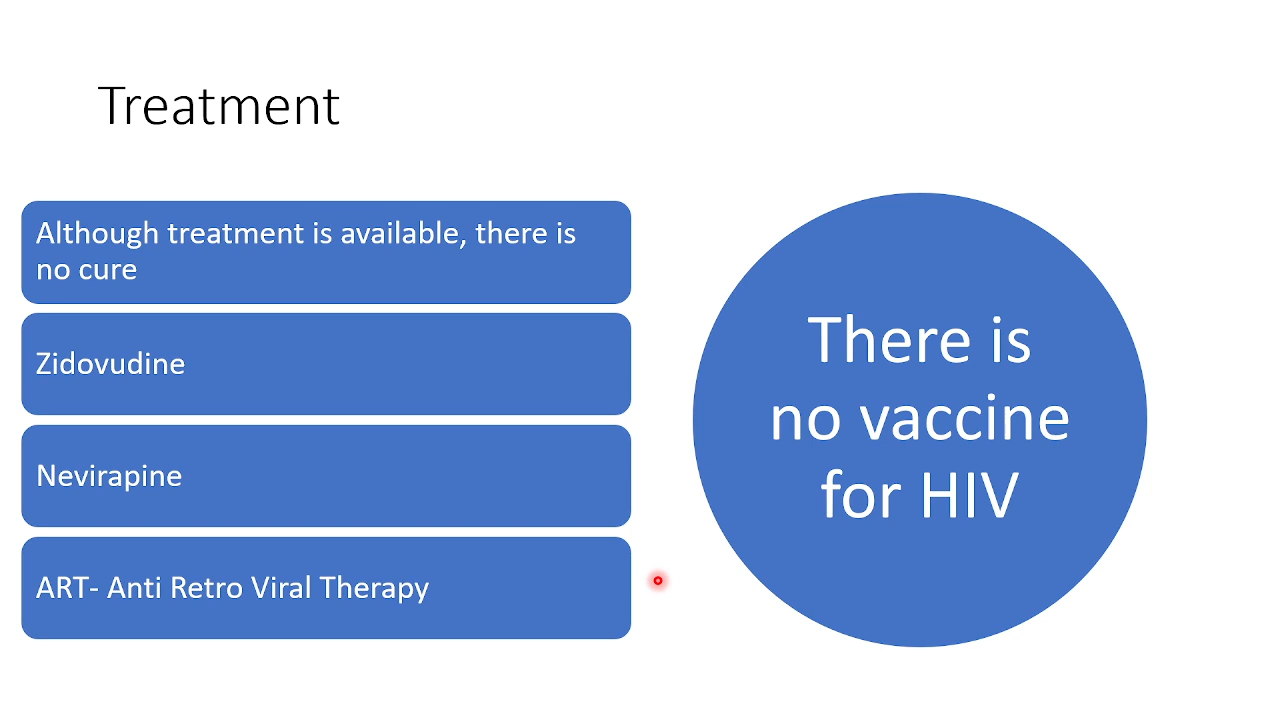 Treatment
Although treatment is available, there is
no cure
Zidovudine
Nevirapine
ART- Anti Retro Viral Therapy
There is
no vaccine
for HIV